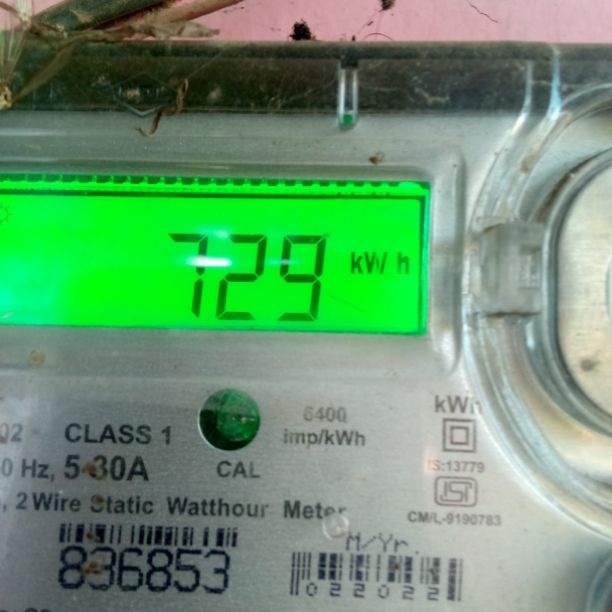 729 kWh
6400
kWh
02 CLASS 1
imp/kWh
0 Hz, 5-30A
CAL
IS:13779
, 2 Wire Static Watthour Meter
CM/L-9190783
M/Yr.
836853
022022